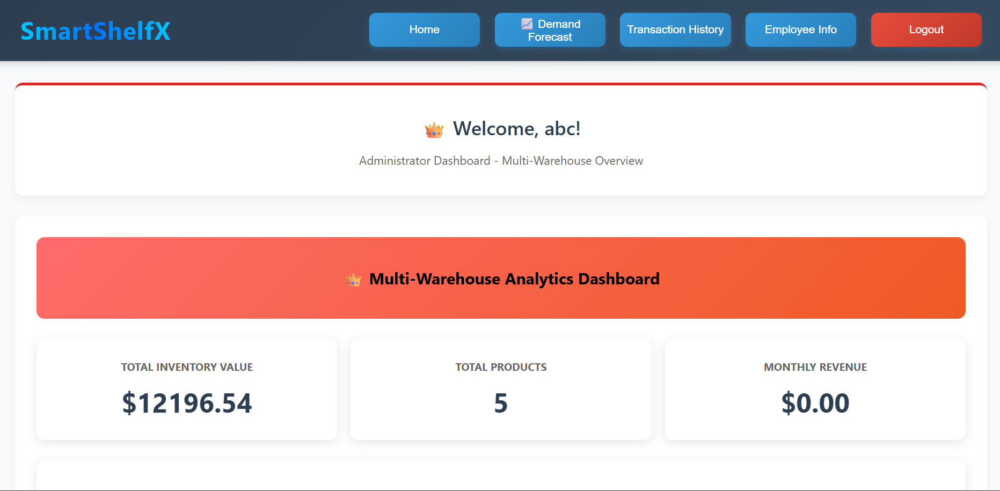 SmartShelfX
Home
📈 Demand
Forecast
Transaction History
Employee Info
Logout
👑 Welcome, abc!
Administrator Dashboard - Multi-Warehouse Overview
👑 Multi-Warehouse Analytics Dashboard
TOTAL INVENTORY VALUE
$12196.54
TOTAL PRODUCTS
5
MONTHLY REVENUE
$0.00